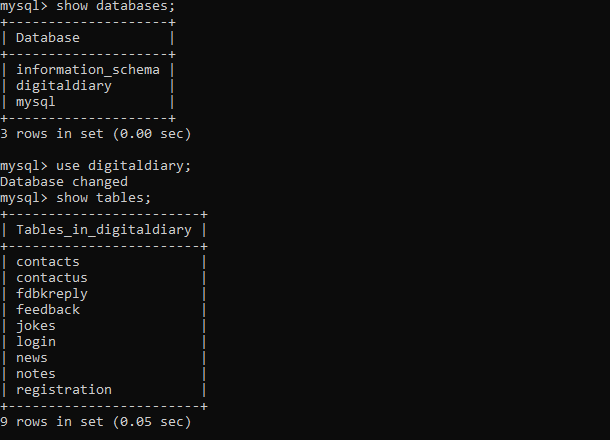 mysql> show databases;
+--------------------+
| Database           |
+--------------------+
| information_schema |
| digitaldiary       |
| mysql              |
+--------------------+
3 rows in set (0.00 sec)

mysql> use digitaldiary;
Database changed
mysql> show tables;
+------------------------+
| Tables_in_digitaldiary |
+------------------------+
| contacts               |
| contactus              |
| fdbkreply              |
| feedback               |
| jokes                  |
| login                  |
| news                   |
| notes                  |
| registration           |
+------------------------+
9 rows in set (0.05 sec)